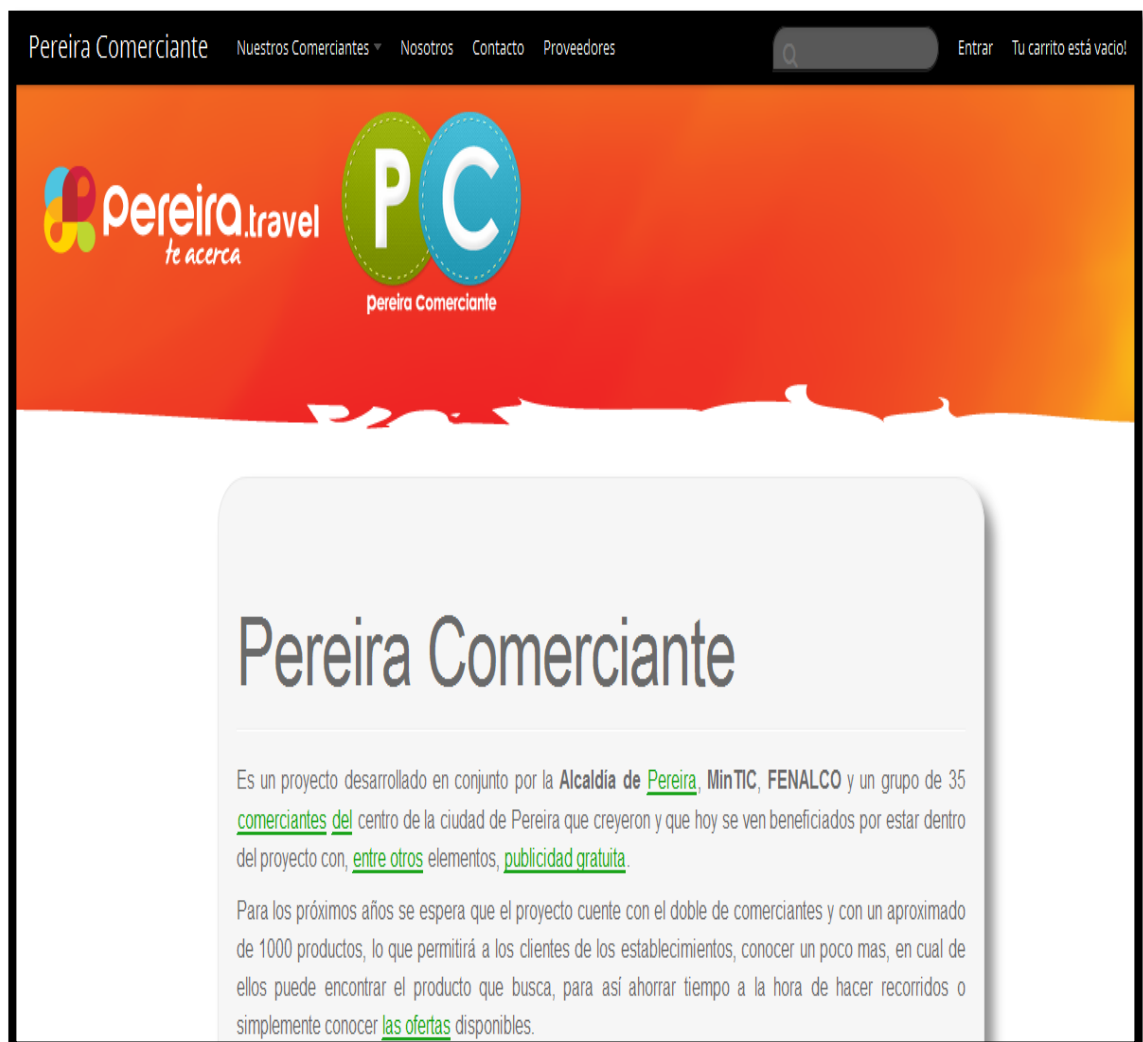 Pereira Comerciante Nuestros Comerciantes Nosotros Contacto Proveedores Entrar Tu carrito está vacio!
Pereira.travel
te acerca
P C
pereira Comerciante
Pereira Comerciante
Es un proyecto desarrollado en conjunto por la Alcaldía de Pereira, MinTIC, FENALCO y un grupo de 35
comerciantes del centro de la ciudad de Pereira que creyeron y que hoy se ven beneficiados por estar dentro
del proyecto con, entre otros elementos, publicidad gratuita.
Para los próximos años se espera que el proyecto cuente con el doble de comerciantes y con un aproximado
de 1000 productos, lo que permitirá a los clientes de los establecimientos, conocer un poco mas, en cual de
ellos puede encontrar el producto que busca, para así ahorrar tiempo a la hora de hacer recorridos o
simplemente conocer las ofertas disponibles.